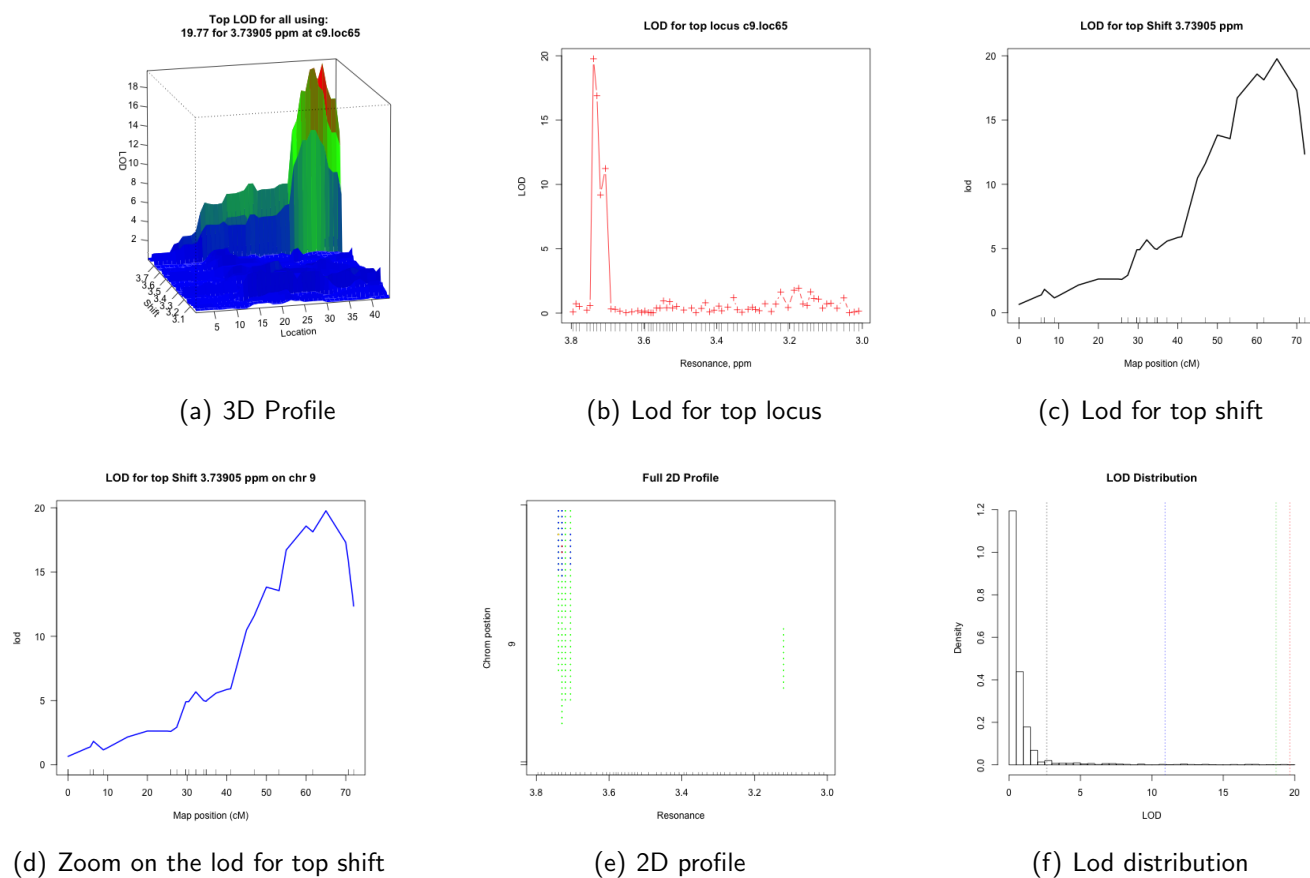 Top LOD for all using:
19.77 for 3.73905 ppm at c9.loc65
LOD
18
16
14
12
10
8
6
4
2
3.7
3.6
3.5
3.4
3.3
3.2
3.1
Shift
5 10 15 20 25 30 35 40
Location
(a) 3D Profile
LOD for top locus c9.loc65
LOD
20
15
10
5
0
3.8 3.6 3.4 3.2 3.0
Resonance, ppm
(b) Lod for top locus
LOD for top Shift 3.73905 ppm
lod
20
15
10
5
0
0 10 20 30 40 50 60 70
Map position (cM)
(c) Lod for top shift
LOD for top Shift 3.73905 ppm on chr 9
lod
20
15
10
5
0
0 10 20 30 40 50 60 70
Map position (cM)
(d) Zoom on the lod for top shift
Full 2D Profile
Chrom postion
9
3.8 3.6 3.4 3.2 3.0
Resonance
(e) 2D profile
LOD Distribution
Density
1.2
1.0
0.8
0.6
0.4
0.2
0.0
0 5 10 15 20
LOD
(f) Lod distribution